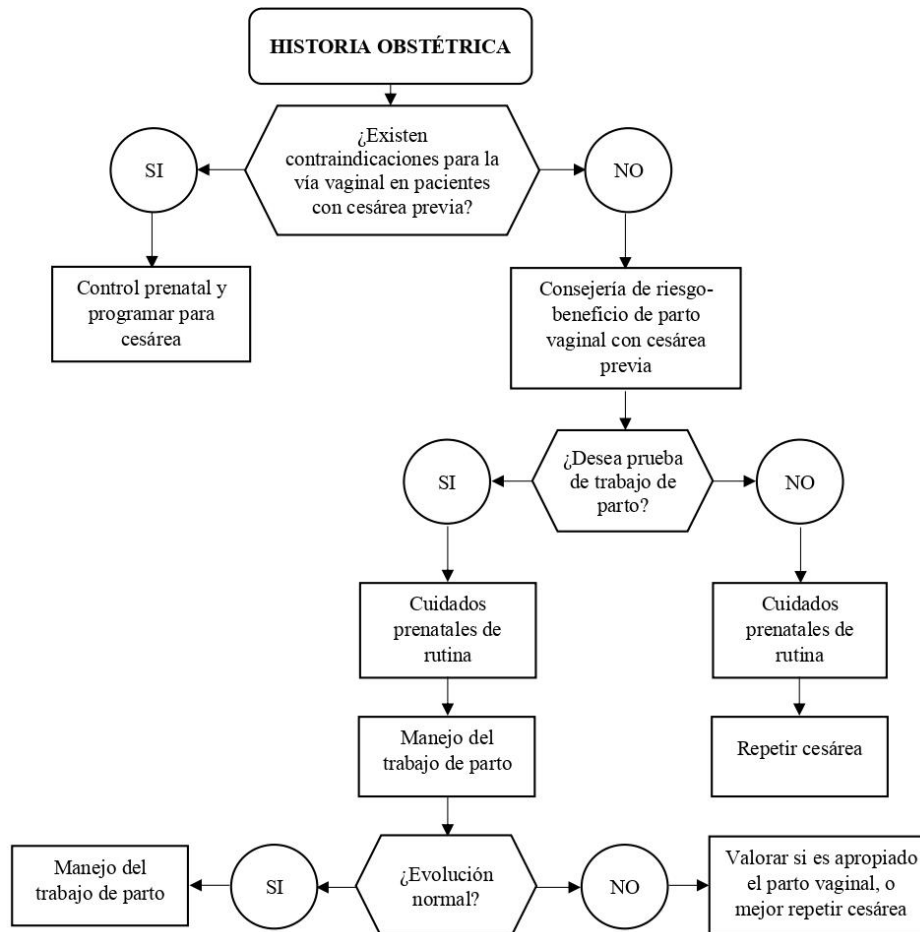 HISTORIA OBSTÉTRICA
¿Existen
contraindicaciones para la
vía vaginal en pacientes
con cesárea previa?
SI
NO
Control prenatal y
programar para
cesárea
Consejería de riesgo-
beneficio de parto
vaginal con cesárea
previa
¿Desea prueba
de trabajo de
parto?
SI
NO
Cuidados
prenatales de
rutina
Cuidados
prenatales de
rutina
Manejo del
trabajo de parto
Repetir cesárea
¿Evolución
normal?
SI
NO
Manejo del
trabajo de parto
Valorar si es apropiado
el parto vaginal, o
mejor repetir cesárea